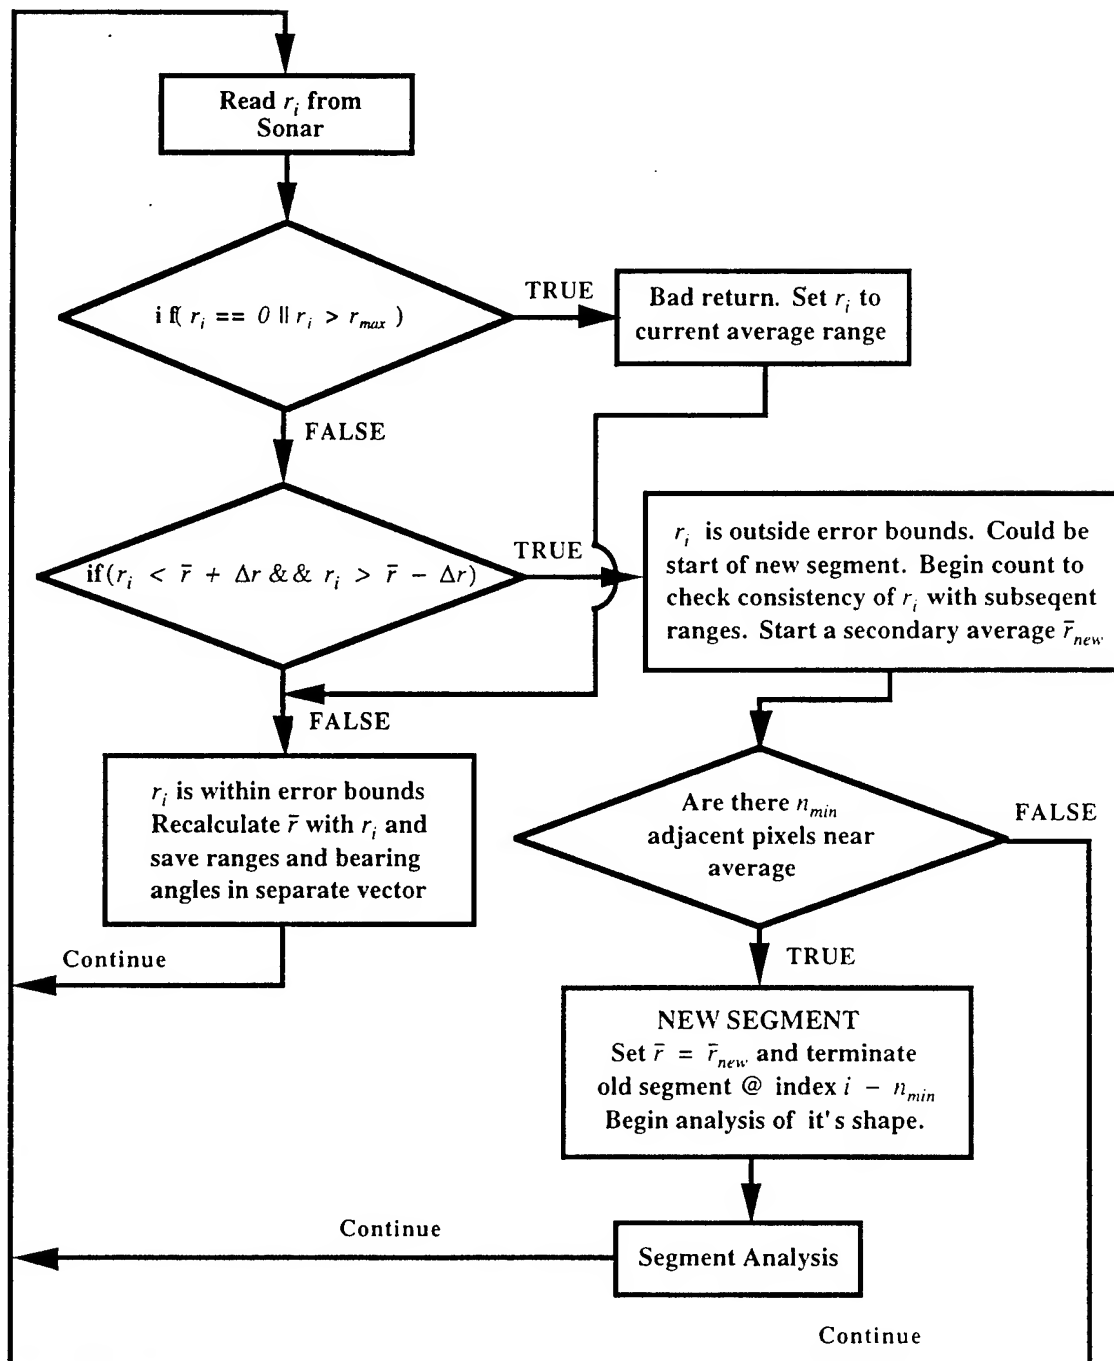 Read r_i from
Sonar
if( r_i == 0 || r_i > r_max )
TRUE
Bad return. Set r_i to
current average range
FALSE
if(r_i < r̄ + Δr && r_i > r̄ − Δr)
TRUE
r_i is outside error bounds. Could be
start of new segment. Begin count to
check consistency of r_i with subseqent
ranges. Start a secondary average r̄_new
FALSE
r_i is within error bounds
Recalculate r̄ with r_i and
save ranges and bearing
angles in separate vector
Continue
Are there n_min
adjacent pixels near
average
FALSE
TRUE
NEW SEGMENT
Set r̄ = r̄_new and terminate
old segment @ index i − n_min
Begin analysis of it's shape.
Continue
Segment Analysis
Continue